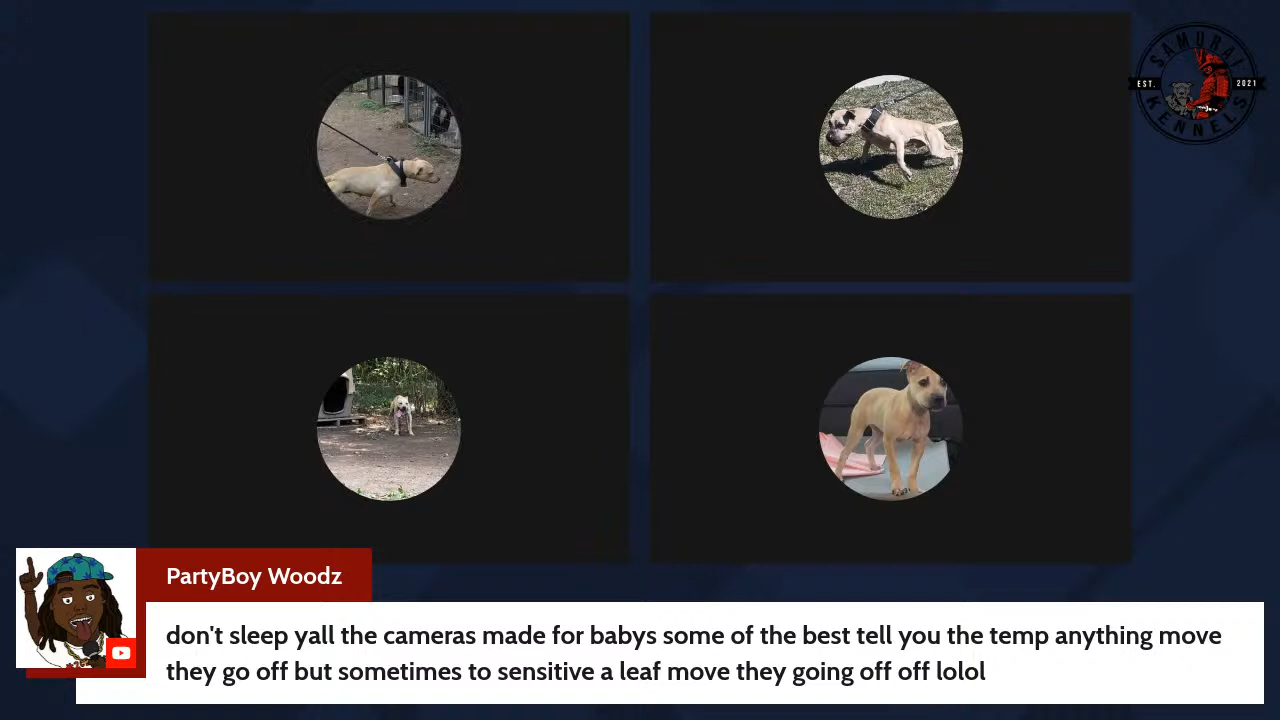 SAMURAI
EST. 2021
KENNELS
PartyBoy Woodz
don't sleep yall the cameras made for babys some of the best tell you the temp anything move
they go off but sometimes to sensitive a leaf move they going off off lolol